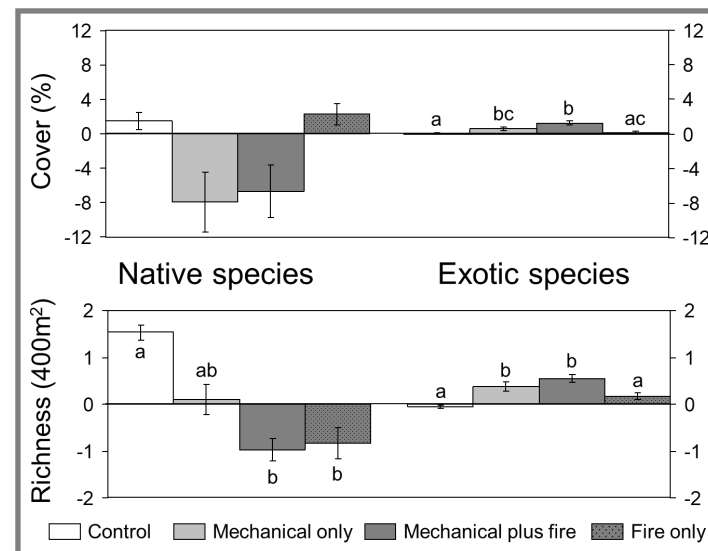 12
8
4
0
-4
-8
-12
Cover (%)
a
bc
b
ac
12
8
4
0
-4
-8
-12
Native species
Exotic species
2
1
0
-1
-2
Richness (400m²)
a
ab
b
b
a
b
b
a
2
1
0
-1
-2
Control
Mechanical only
Mechanical plus fire
Fire only